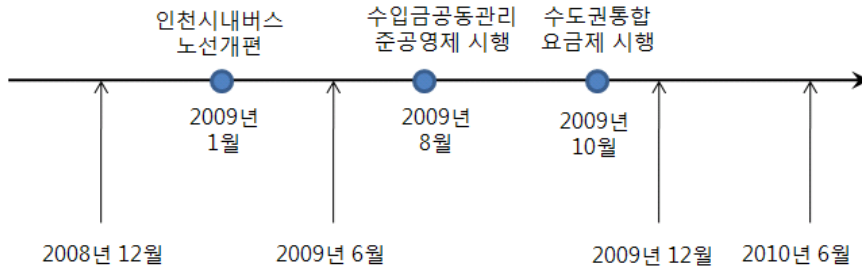 인천시내버스
노선개편
수입금공동관리
준공영제 시행
수도권통합
요금제 시행
2009년
1월
2009년
8월
2009년
10월
2008년 12월
2009년 6월
2009년 12월
2010년 6월